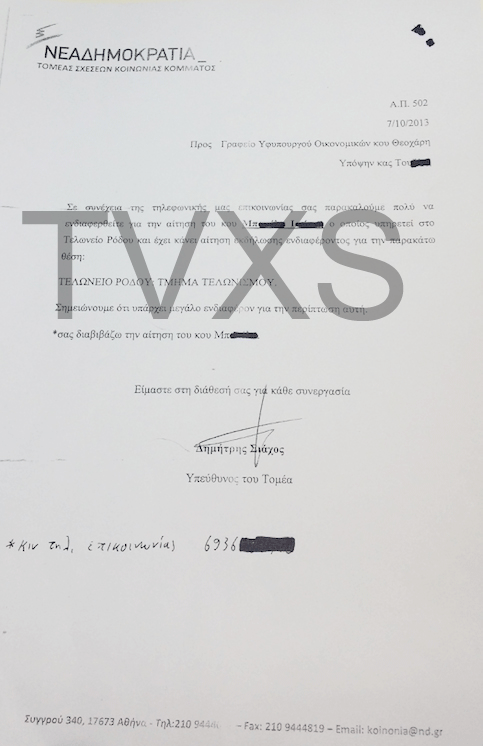 ΝΕΑΔΗΜΟΚΡΑΤΙΑ_
ΤΟΜΕΑΣ ΣΧΕΣΕΩΝ ΚΟΙΝΩΝΙΑΣ ΚΟΜΜΑΤΟΣ
Α.Π. 502
7/10/2013
Προς Γραφείο Υφυπουργού Οικονομικών κου Θεοχάρη
Υπόψην κας Του
Σε συνέχεια της τηλεφωνικής μας επικοινωνίας σας παρακαλούμε πολύ να
ενδιαφερθείτε για την αίτηση του κου Μπ ο οποίος υπηρετεί στο
Τελωνείο Ρόδου και έχει κάνει αίτηση εκδήλωσης ενδιαφέροντος για την παρακάτω
θέση:
ΤΕΛΩΝΕΙΟ ΡΟΔΟΥ: ΤΜΗΜΑ ΤΕΛΩΝΙΣΜΟΥ.
Σημειώνουμε ότι υπάρχει μεγάλο ενδιαφέρον για την περίπτωση αυτή.
*σας διαβιβάζω την αίτηση του κου Μπ
TVXS
Είμαστε στη διάθεσή σας για κάθε συνεργασία
Δημήτρης Σιάχος
Υπεύθυνος του Τομέα
*Κιν τηλ, επικοινωνίας 6936
Συγγρού 340, 17673 Αθήνα - Τηλ:210 944 – Fax: 210 9444819 – Email: koinonia@nd.gr